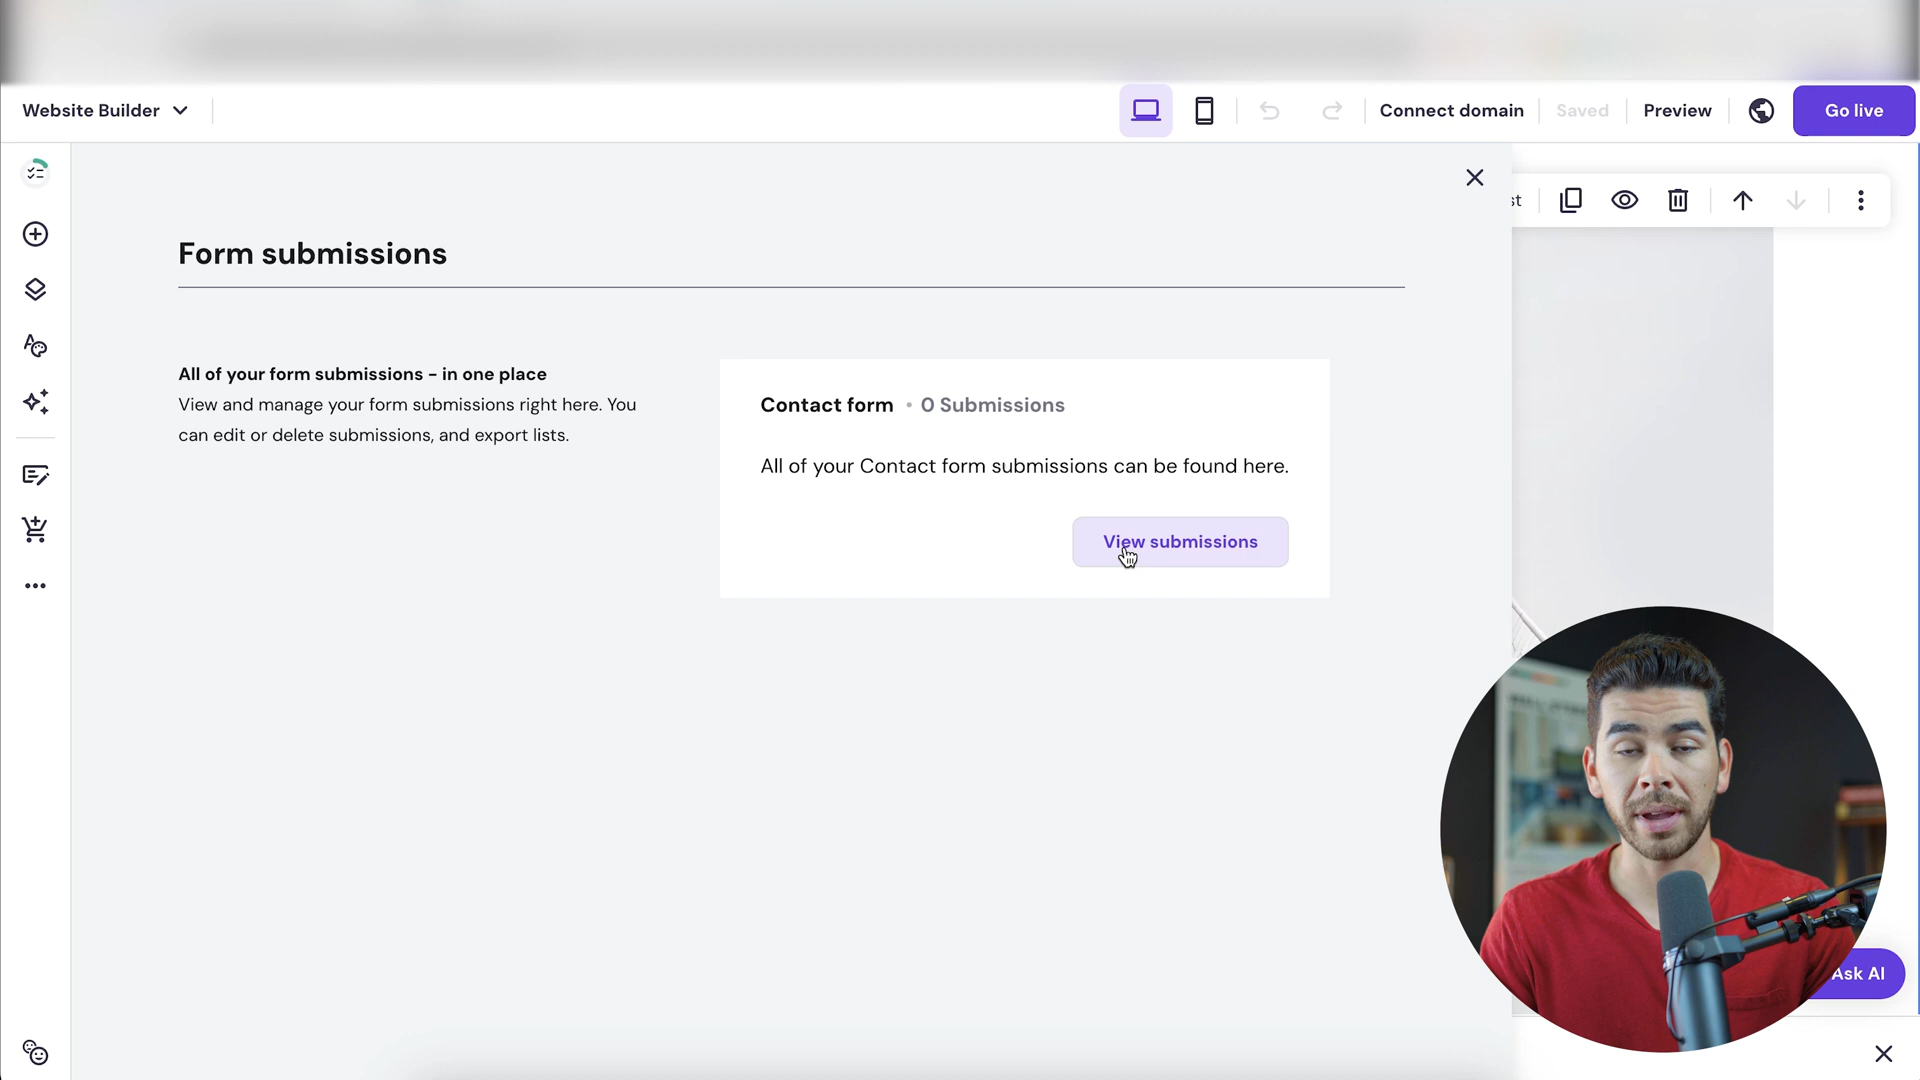 Website Builder
Connect domain
Saved
Preview
Go live
st
Form submissions
All of your form submissions – in one place
View and manage your form submissions right here. You
can edit or delete submissions, and export lists.
Contact form • 0 Submissions
All of your Contact form submissions can be found here.
View submissions
Ask AI